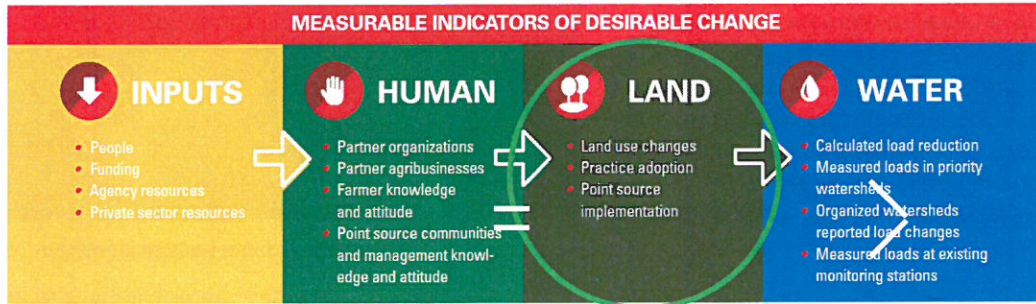 MEASURABLE INDICATORS OF DESIRABLE CHANGE
INPUTS
• People
• Funding
• Agency resources
• Private sector resources
HUMAN
• Partner organizations
• Partner agribusinesses
• Farmer knowledge
and attitude
• Point source communities
and management knowl-
edge and attitude
LAND
• Land use changes
• Practice adoption
• Point source
implementation
WATER
• Calculated load reduction
• Measured loads in priority
watersheds
• Organized watersheds
reported load changes
• Measured loads at existing
monitoring stations